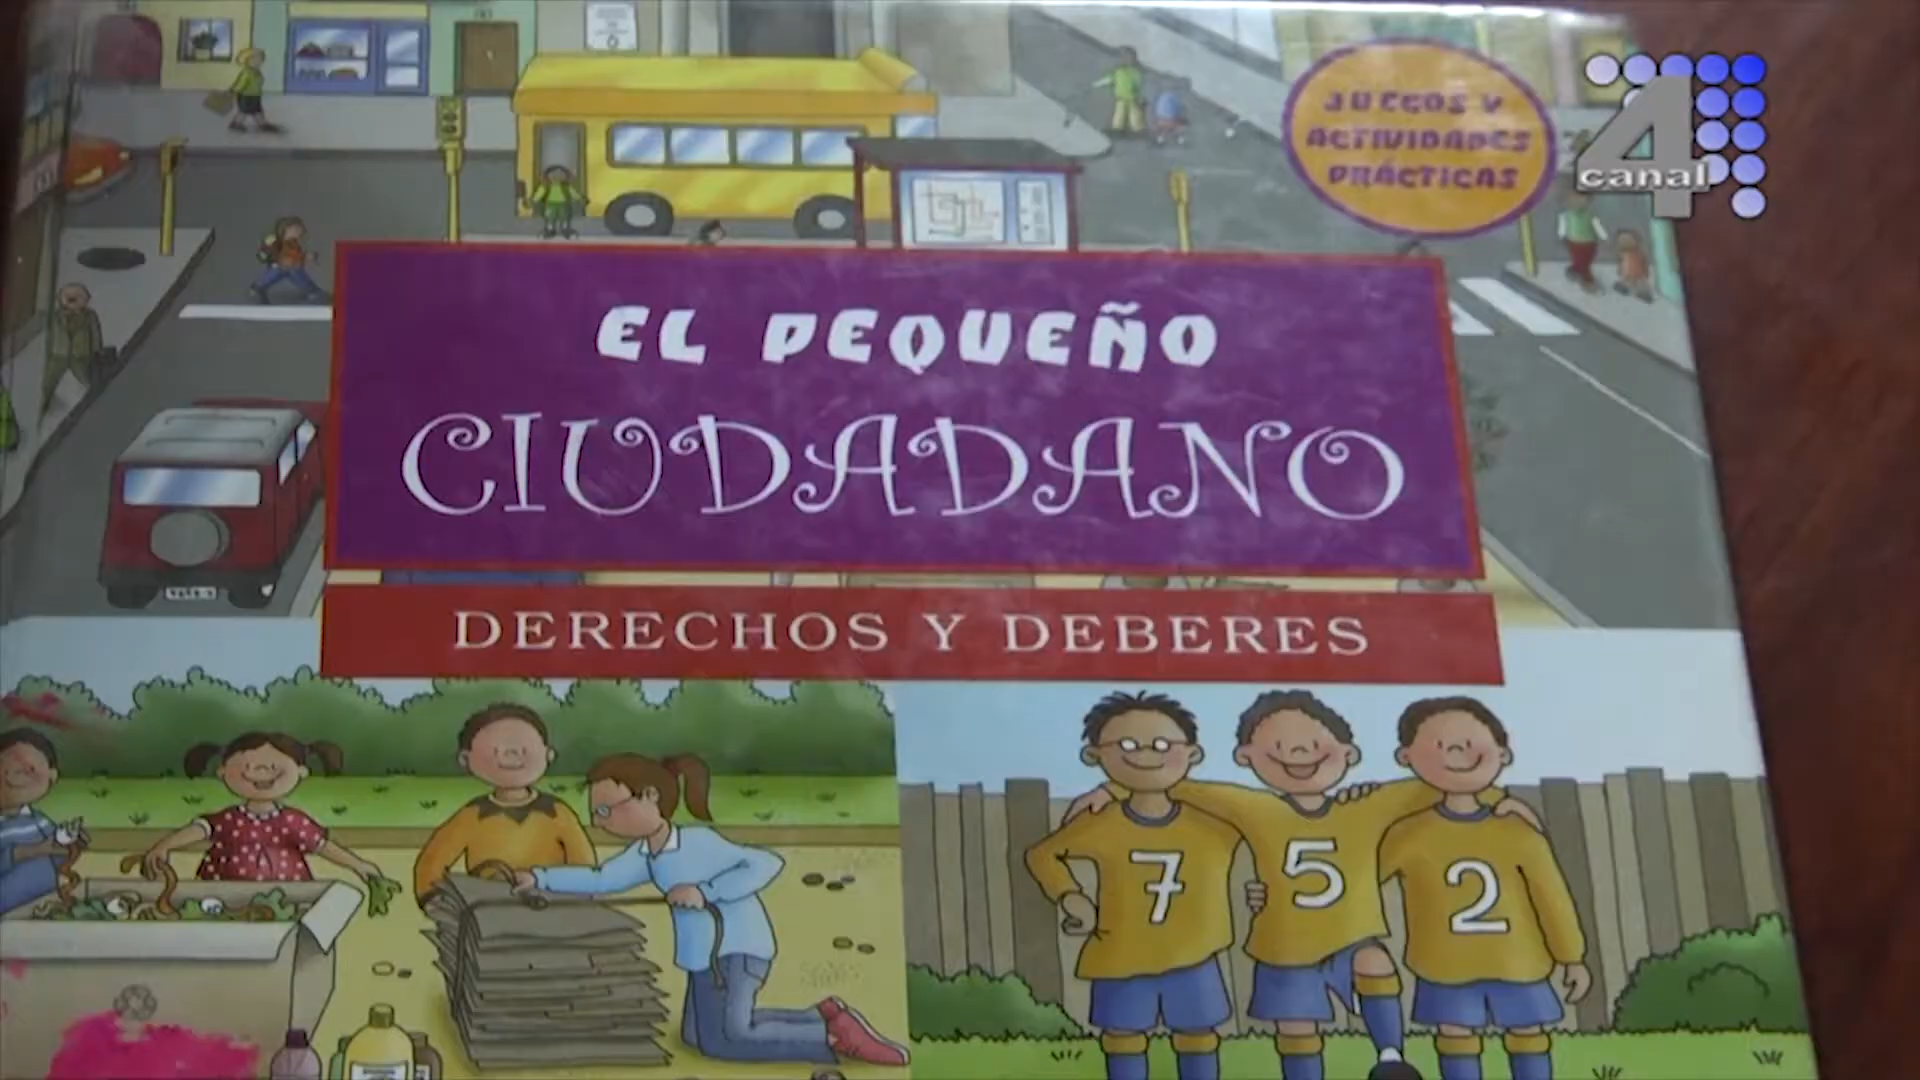 JUEGOS Y
ACTIVIDADES
PRÁCTICAS
4
canal
EL PEQUEÑO
CIUDADANO
DERECHOS Y DEBERES
7
5
2